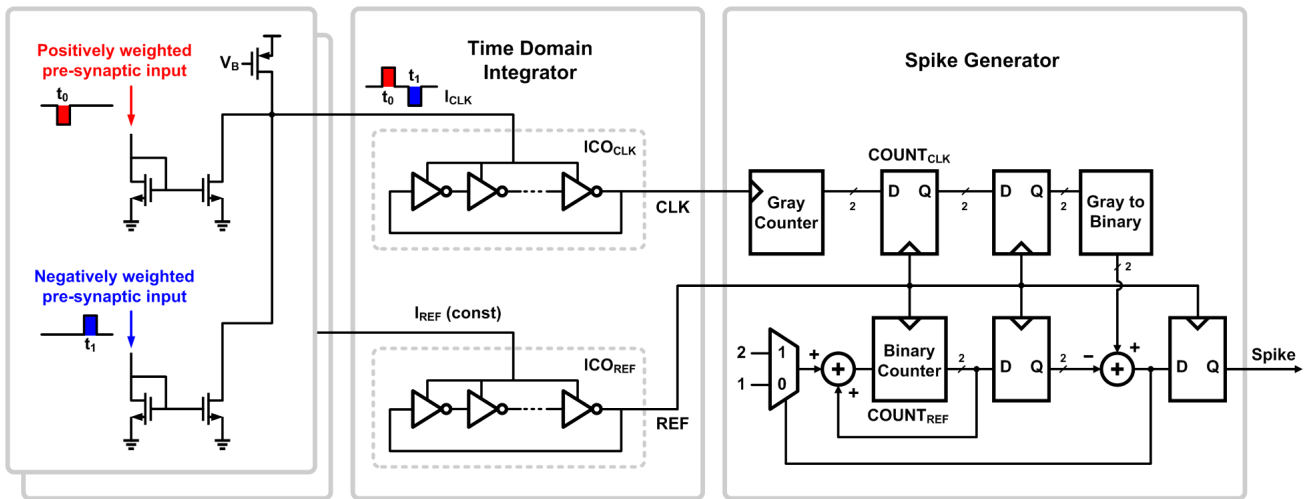 Positively weighted
pre-synaptic input
t0
VB
Negatively weighted
pre-synaptic input
t1
Time Domain
Integrator
t1
t0
ICLK
ICOCLK
CLK
IREF (const)
ICOREF
REF
Spike Generator
COUNTCLK
Gray
Counter
2
D Q
2
D Q
2
Gray to
Binary
2
2 1
1 0
+
+
+
Binary
Counter
2
COUNTREF
D Q
2
−
+
+
D Q
Spike